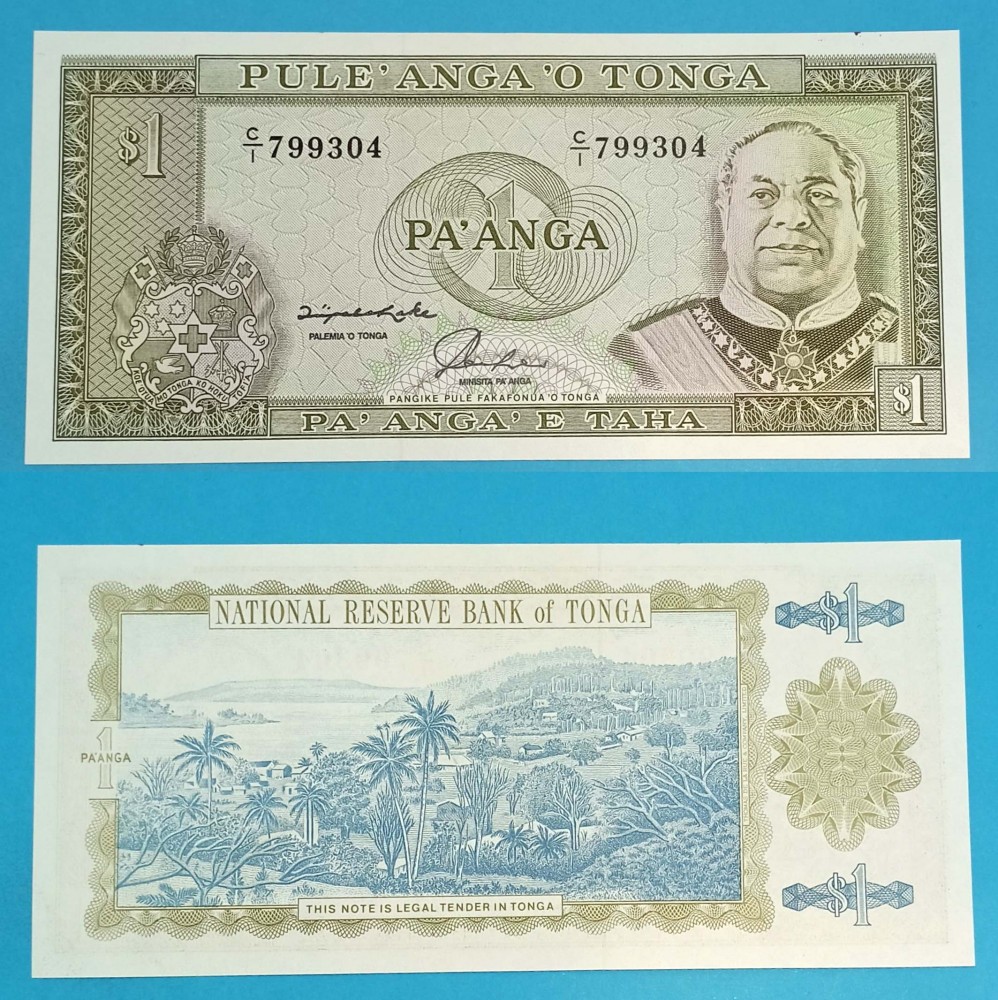 PULE'ANGA 'O TONGA
$1
C/1 799304
C/1 799304
1
PA'ANGA
PALEMIA 'O TONGA
MINISITA PA'ANGA
PANGIKE PULE FAKAFONUA 'O TONGA
PA'ANGA' E TAHA
$1
NATIONAL RESERVE BANK of TONGA
$1
1
PA'ANGA
$1
THIS NOTE IS LEGAL TENDER IN TONGA